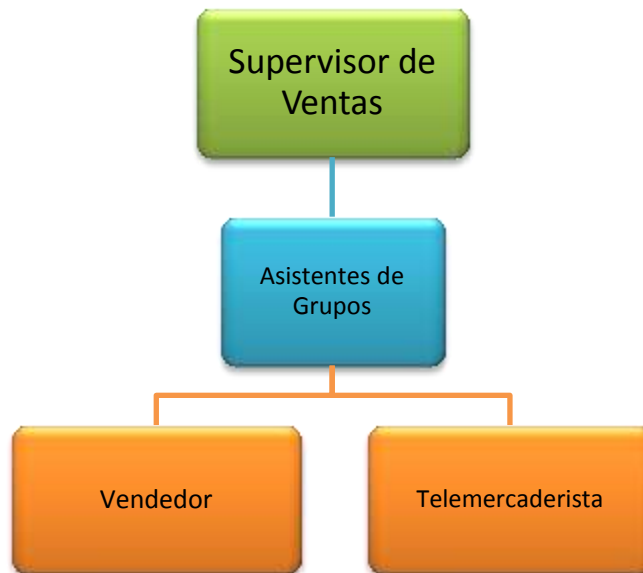 Supervisor de
Ventas
Asistentes de
Grupos
Vendedor
Telemercaderista